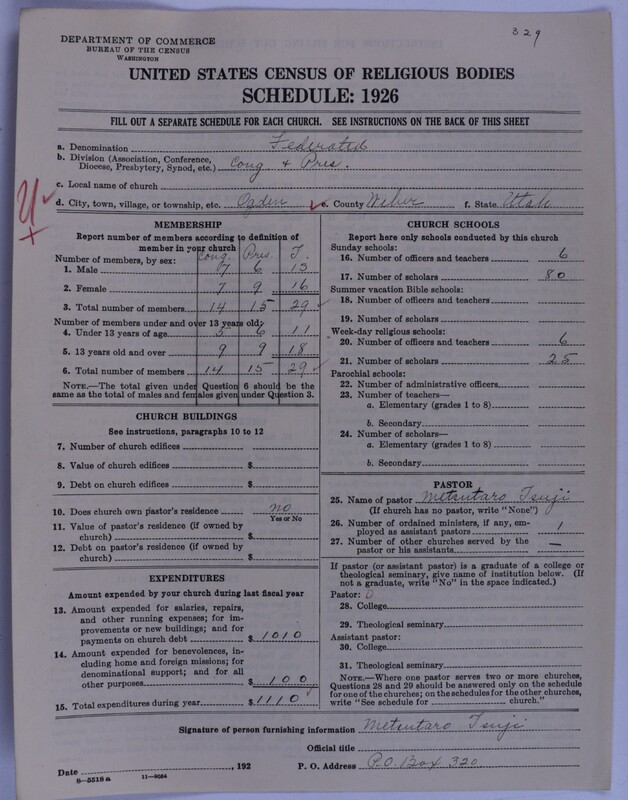 329
DEPARTMENT OF COMMERCE
BUREAU OF THE CENSUS
WASHINGTON
UNITED STATES CENSUS OF RELIGIOUS BODIES
SCHEDULE: 1926
FILL OUT A SEPARATE SCHEDULE FOR EACH CHURCH. SEE INSTRUCTIONS ON THE BACK OF THIS SHEET
a. Denomination Federated
b. Division (Association, Conference, Diocese, Presbytery, Synod, etc.) Cong + Pres.
c. Local name of church
d. City, town, village, or township, etc. Ogden e. County Weber f. State Utah
MEMBERSHIP
Report number of members according to definition of
member in your church
Number of members, by sex: Cong. Pres. T.
1. Male 7 6 13
2. Female 7 9 16
3. Total number of members 14 15 29
Number of members under and over 13 years old:
4. Under 13 years of age 5 6 11
5. 13 years old and over 9 9 18
6. Total number of members 14 15 29
NOTE.—The total given under Question 6 should be the
same as the total of males and females given under Question 3.
CHURCH BUILDINGS
See instructions, paragraphs 10 to 12
7. Number of church edifices
8. Value of church edifices $
9. Debt on church edifices $
10. Does church own pastor's residence no
Yes or No
11. Value of pastor's residence (if owned by
church) $
12. Debt on pastor's residence (if owned by
church) $
EXPENDITURES
Amount expended by your church during last fiscal year
13. Amount expended for salaries, repairs,
and other running expenses; for im-
provements or new buildings; and for
payments on church debt $ 1010
14. Amount expended for benevolences, in-
cluding home and foreign missions; for
denominational support; and for all
other purposes $ 100
15. Total expenditures during year $ 1110
CHURCH SCHOOLS
Report here only schools conducted by this church
Sunday schools:
16. Number of officers and teachers 6
17. Number of scholars 80
Summer vacation Bible schools:
18. Number of officers and teachers
19. Number of scholars
Week-day religious schools:
20. Number of officers and teachers 6
21. Number of scholars 25
Parochial schools:
22. Number of administrative officers
23. Number of teachers—
a. Elementary (grades 1 to 8)
b. Secondary
24. Number of scholars—
a. Elementary (grades 1 to 8)
b. Secondary
PASTOR
25. Name of pastor Metsutaro Tsuji
(If church has no pastor, write "None")
26. Number of ordained ministers, if any, em-
ployed as assistant pastors 1
27. Number of other churches served by the
pastor or his assistants —
If pastor (or assistant pastor) is a graduate of a college or
theological seminary, give name of institution below. (If
not a graduate, write "No" in the space indicated.)
Pastor: 0
28. College
29. Theological seminary
Assistant pastor:
30. College
31. Theological seminary
NOTE.—Where one pastor serves two or more churches,
Questions 28 and 29 should be answered only on the schedule
for one of the churches; on the schedules for the other churches,
write "See schedule for church."
Signature of person furnishing information Metsutaro Tsuji
Official title
Date , 192 P. O. Address P.O. Box 320
8—5518 a 11—9054